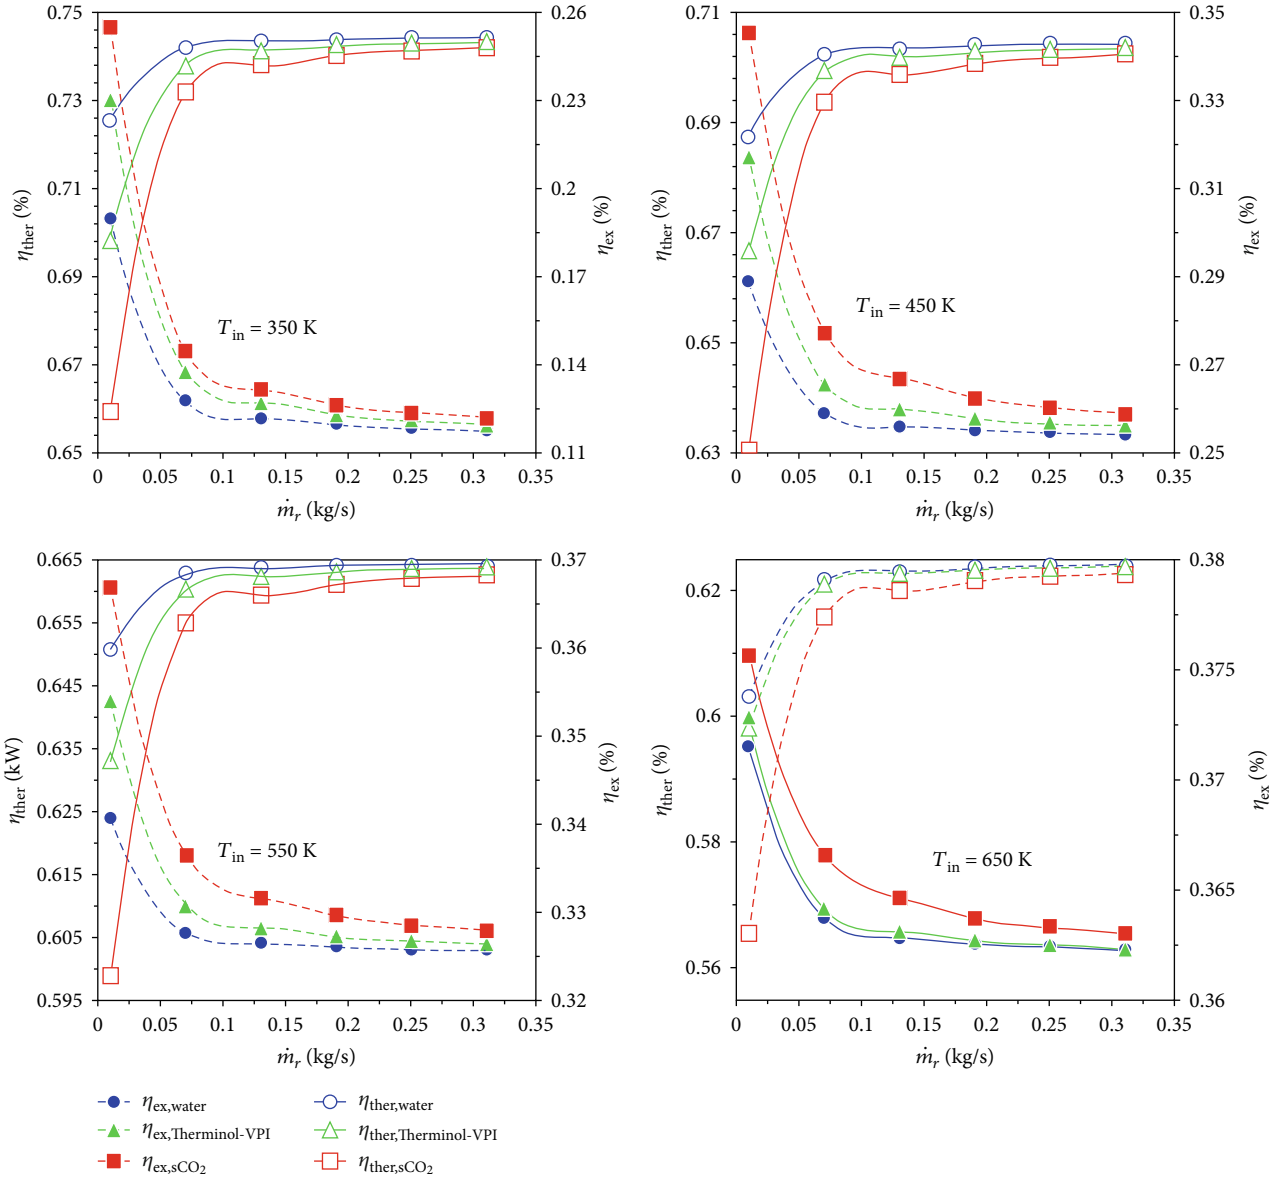 0.75
0.73
0.71
0.69
0.67
0.65
η_ther (%)
0.26
0.23
0.2
0.17
0.14
0.11
η_ex (%)
T_in = 350 K
0 0.05 0.1 0.15 0.2 0.25 0.3 0.35
ṁ_r (kg/s)
0.71
0.69
0.67
0.65
0.63
η_ther (%)
0.35
0.33
0.31
0.29
0.27
0.25
η_ex (%)
T_in = 450 K
0 0.05 0.1 0.15 0.2 0.25 0.3 0.35
ṁ_r (kg/s)
0.665
0.655
0.645
0.635
0.625
0.615
0.605
0.595
η_ther (kW)
0.37
0.36
0.35
0.34
0.33
0.32
η_ex (%)
T_in = 550 K
0 0.05 0.1 0.15 0.2 0.25 0.3 0.35
ṁ_r (kg/s)
0.62
0.6
0.58
0.56
η_ther (%)
0.38
0.375
0.37
0.365
0.36
η_ex (%)
T_in = 650 K
0 0.05 0.1 0.15 0.2 0.25 0.3 0.35
ṁ_r (kg/s)
η_ex,water
η_ex,Therminol-VPI
η_ex,sCO₂
η_ther,water
η_ther,Therminol-VPI
η_ther,sCO₂